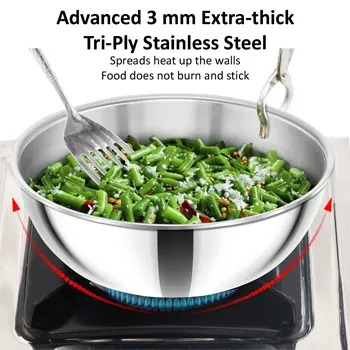 Advanced 3 mm Extra-thick
Tri-Ply Stainless Steel
Spreads heat up the walls
Food does not burn and stick